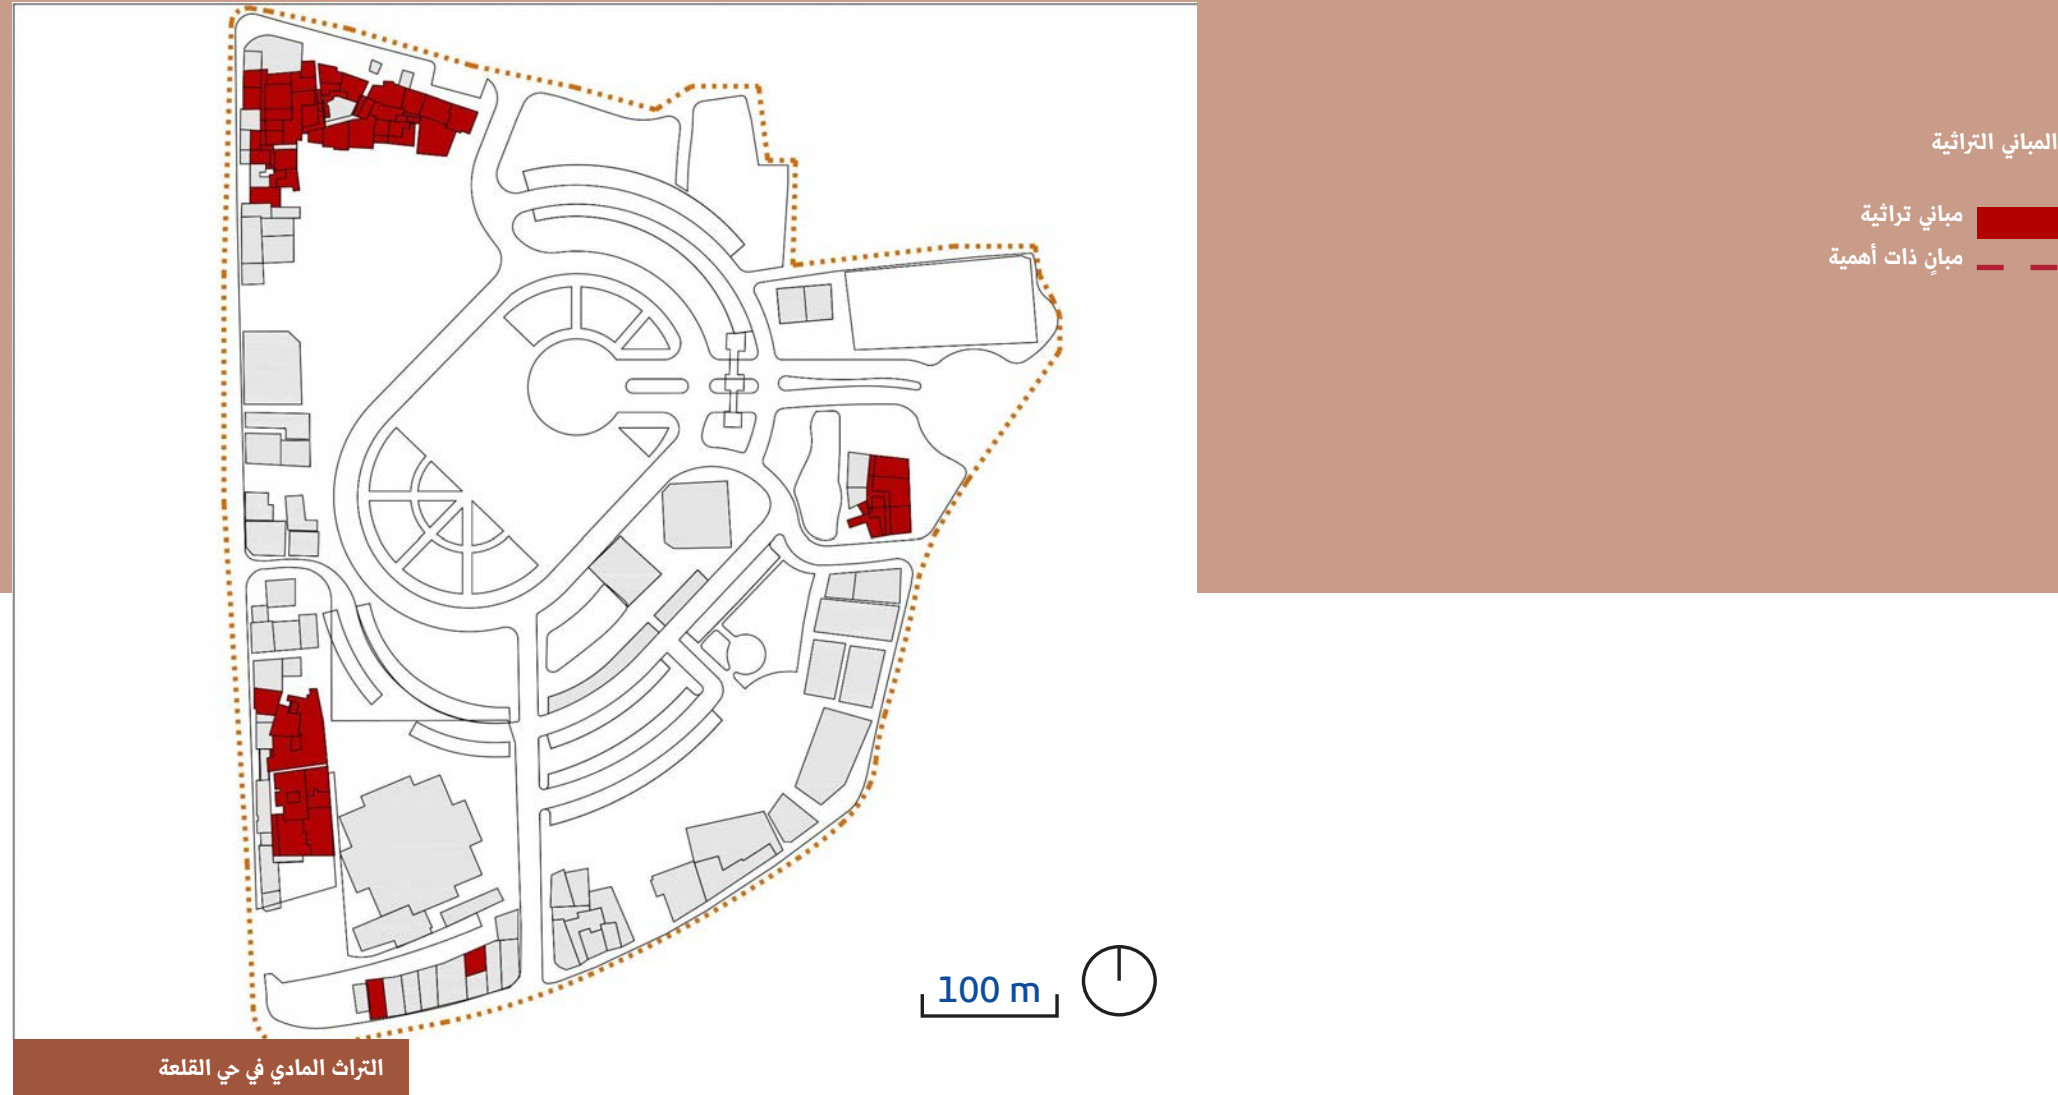 المباني التراثية
مباني تراثية
مبانٍ ذات أهمية
100 m
التراث المادي في حي القلعة